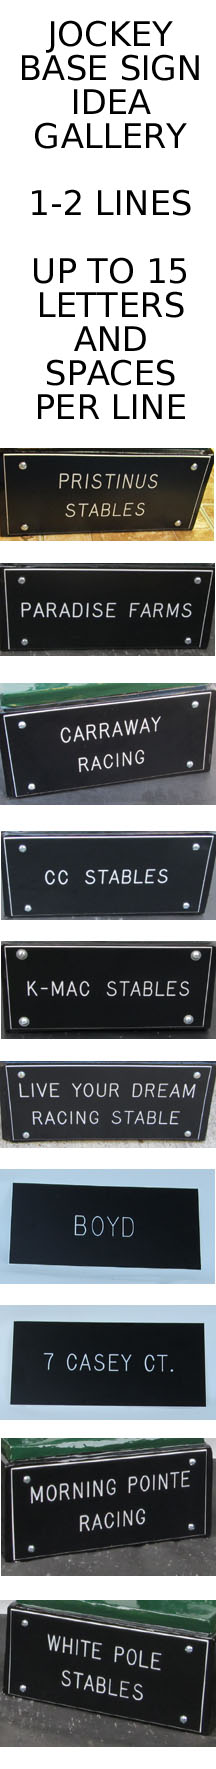 JOCKEY
BASE SIGN
IDEA
GALLERY
1-2 LINES
UP TO 15
LETTERS
AND
SPACES
PER LINE
PRISTINUS
STABLES
PARADISE FARMS
CARRAWAY
RACING
CC STABLES
K-MAC STABLES
LIVE YOUR DREAM
RACING STABLE
BOYD
7 CASEY CT.
MORNING POINTE
RACING
WHITE POLE
STABLES